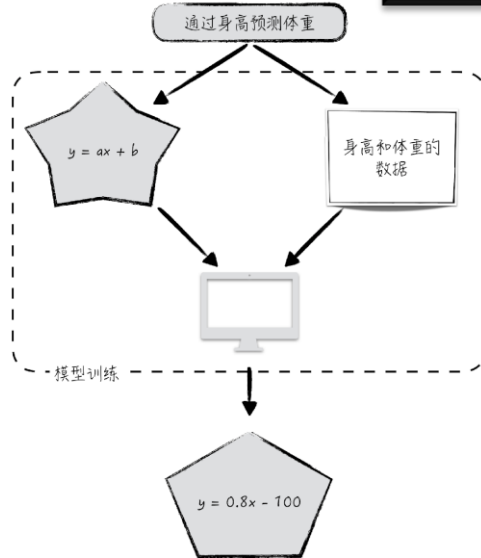 通过身高预测体重
y = ax + b
身高和体重的
数据
模型训练
y = 0.8x - 100